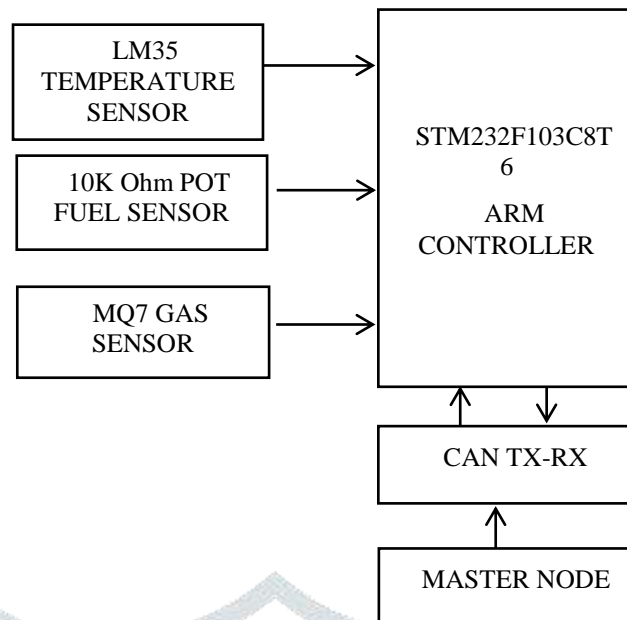 LM35
TEMPERATURE
SENSOR
10K Ohm POT
FUEL SENSOR
MQ7 GAS
SENSOR
STM232F103C8T
6
ARM
CONTROLLER
CAN TX-RX
MASTER NODE